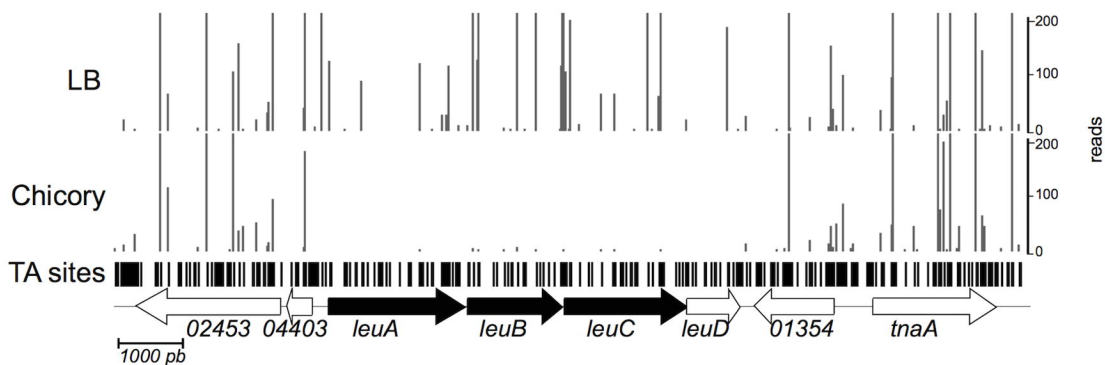 LB
200
100
0
reads
Chicory
200
100
0
TA sites
02453 04403 leuA leuB leuC leuD 01354 tnaA
1000 pb